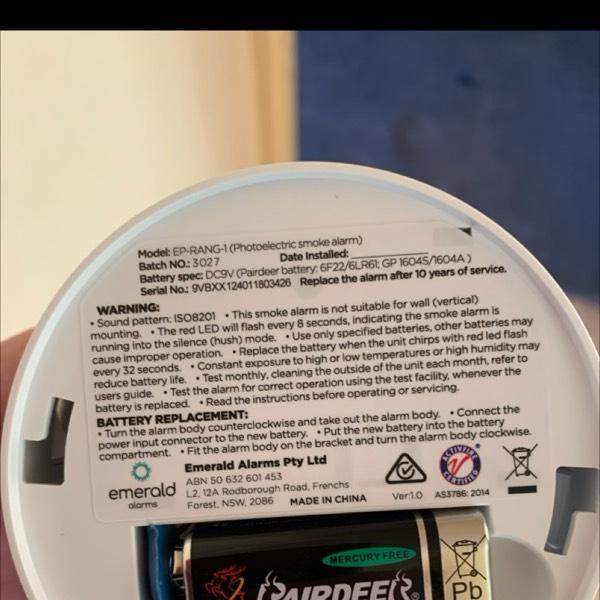 Model: EP-RANG-1 (Photoelectric smoke alarm)
Batch NO.: 3027 Date Installed:
Battery spec: DC9V (Pairdeer battery: 6F22/6LR61; GP 1604S/1604A)
Serial No.: 9VBXX124011803426 Replace the alarm after 10 years of service.
WARNING:
• Sound pattern: ISO8201 • This smoke alarm is not suitable for wall (vertical)
mounting. • The red LED will flash every 8 seconds, indicating the smoke alarm is
running into the silence (hush) mode. • Use only specified batteries, other batteries may
cause improper operation. • Replace the battery when the unit chirps with red led flash
every 32 seconds. • Constant exposure to high or low temperatures or high humidity may
reduce battery life. • Test monthly, cleaning the outside of the unit each month, refer to
users guide. • Test the alarm for correct operation using the test facility, whenever the
battery is replaced. • Read the instructions before operating or servicing.
BATTERY REPLACEMENT:
• Turn the alarm body counterclockwise and take out the alarm body. • Connect the
power input connector to the new battery. • Put the new battery into the battery
compartment. • Fit the alarm body on the bracket and turn the alarm body clockwise.
emerald
alarms
Emerald Alarms Pty Ltd
ABN 50 632 601 453
L2, 12A Rodborough Road, Frenchs
Forest, NSW, 2086 MADE IN CHINA
Ver:1.0
ACTIVFIRE
CERTIFIED
AS3786: 2014
MERCURY FREE
PAIRDEER
Pb